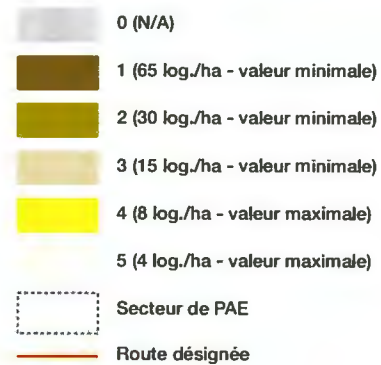 0 (N/A)
1 (65 log./ha - valeur minimale)
2 (30 log./ha - valeur minimale)
3 (15 log./ha - valeur minimale)
4 (8 log./ha - valeur maximale)
5 (4 log./ha - valeur maximale)
Secteur de PAE
Route désignée